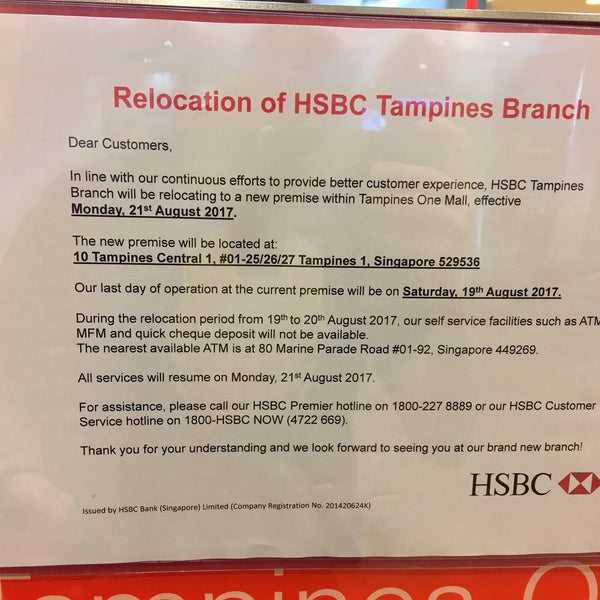 Relocation of HSBC Tampines Branch
Dear Customers,
In line with our continuous efforts to provide better customer experience, HSBC Tampines
Branch will be relocating to a new premise within Tampines One Mall, effective
Monday, 21st August 2017.
The new premise will be located at:
10 Tampines Central 1, #01-25/26/27 Tampines 1, Singapore 529536
Our last day of operation at the current premise will be on Saturday, 19th August 2017.
During the relocation period from 19th to 20th August 2017, our self service facilities such as ATM
MFM and quick cheque deposit will not be available.
The nearest available ATM is at 80 Marine Parade Road #01-92, Singapore 449269.
All services will resume on Monday, 21st August 2017.
For assistance, please call our HSBC Premier hotline on 1800-227 8889 or our HSBC Customer
Service hotline on 1800-HSBC NOW (4722 669).
Thank you for your understanding and we look forward to seeing you at our brand new branch!
HSBC
Issued by HSBC Bank (Singapore) Limited (Company Registration No. 201420624K)
Tampines O